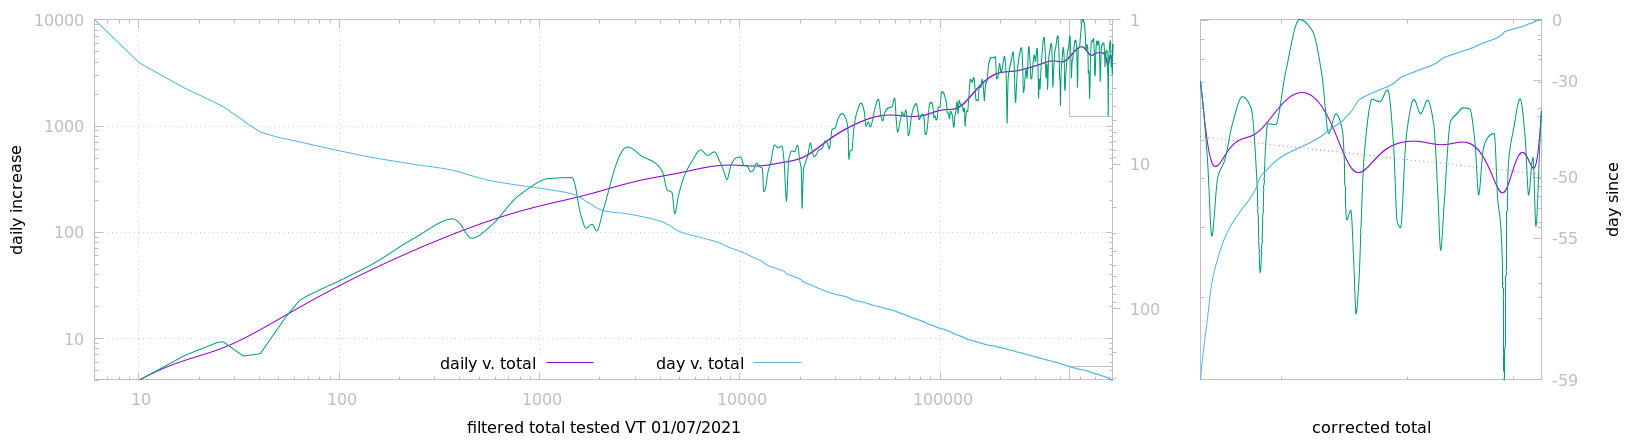 10000
1000
100
10
daily increase
10
100
1000
10000
100000
filtered total tested VT 01/07/2021
daily v. total
day v. total
1
10
100
0
-30
-50
-55
-59
day since
corrected total